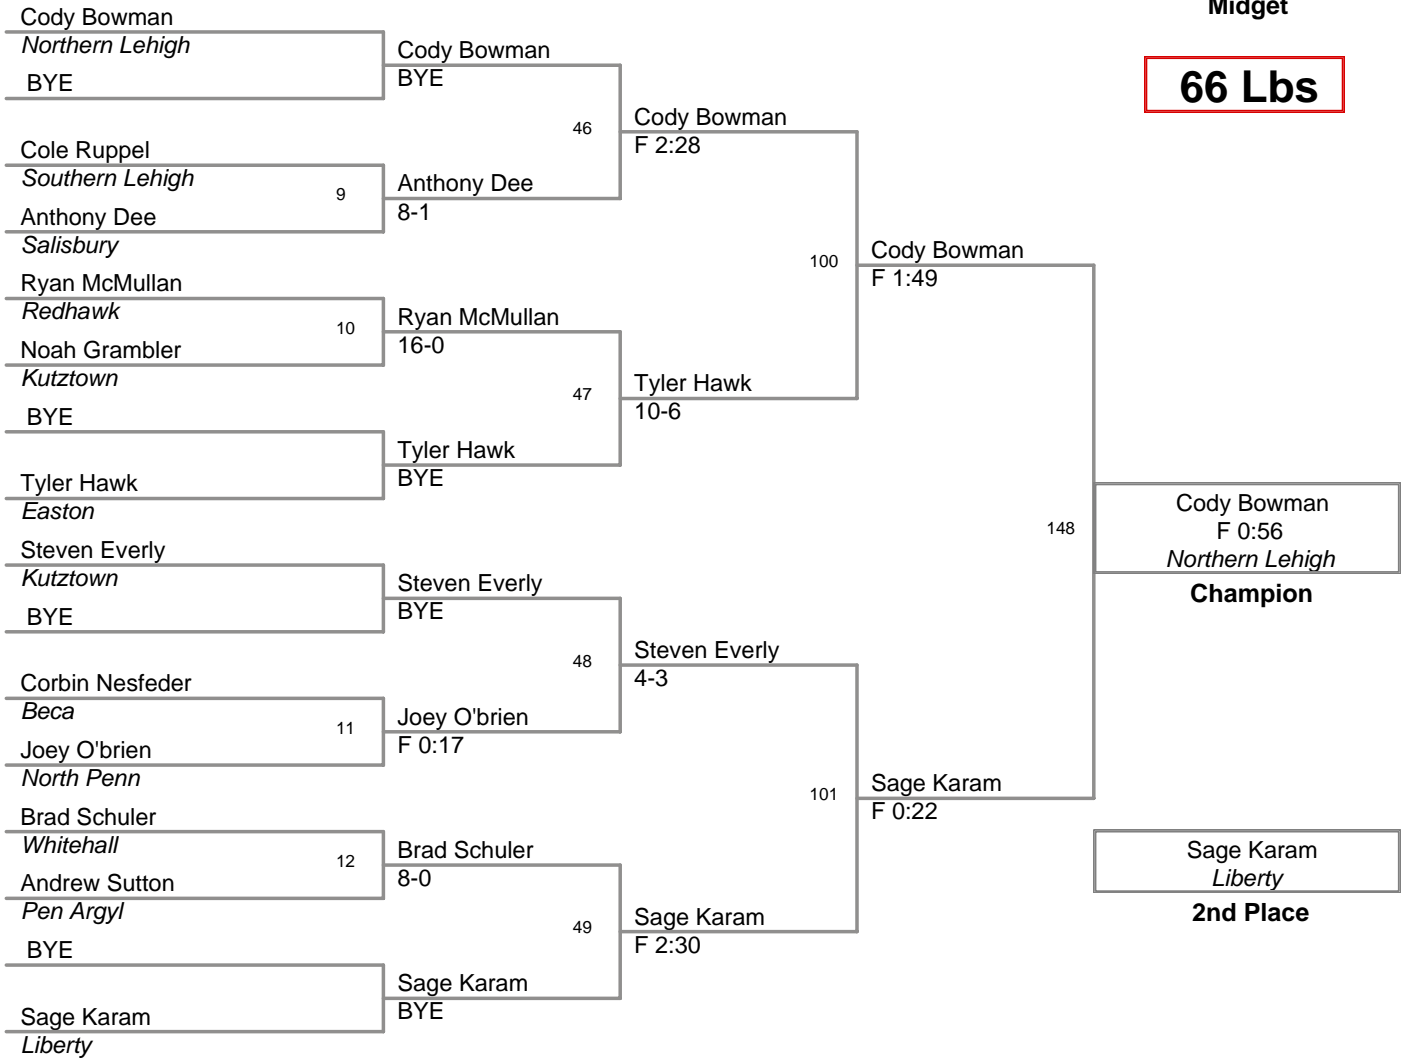 Midget
66 Lbs
Cody Bowman
Northern Lehigh
BYE
Cole Ruppel
Southern Lehigh
9
Anthony Dee
Salisbury
Ryan McMullan
Redhawk
10
Noah Grambler
Kutztown
BYE
Tyler Hawk
Easton
Steven Everly
Kutztown
BYE
Corbin Nesfeder
Beca
11
Joey O'brien
North Penn
Brad Schuler
Whitehall
12
Andrew Sutton
Pen Argyl
BYE
Sage Karam
Liberty
Cody Bowman
BYE
46
Anthony Dee
8-1
Ryan McMullan
16-0
47
Tyler Hawk
BYE
Steven Everly
BYE
48
Joey O'brien
F 0:17
Brad Schuler
8-0
49
Sage Karam
BYE
Cody Bowman
F 2:28
100
Tyler Hawk
10-6
Steven Everly
4-3
101
Sage Karam
F 2:30
Cody Bowman
F 1:49
148
Sage Karam
F 0:22
Cody Bowman
F 0:56
Northern Lehigh
Champion
Sage Karam
Liberty
2nd Place